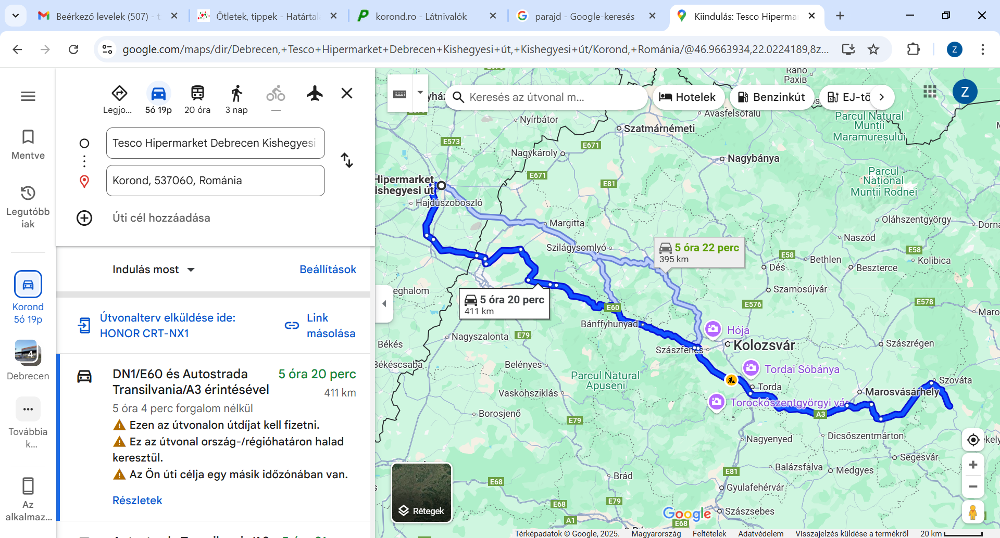 Beérkező levelek (507) - t
Ötletek, tippek - Határtala
korond.ro - Látnivalók
parajd - Google-keresés
Kiindulás: Tesco Hiperma
google.com/maps/dir/Debrecen,+Tesco+Hipermarket+Debrecen+Kishegyesi+út,+Kishegyesi+út/Korond,+Románia/@46.9663934,22.0224189,8z...
Z
Mentve
Legutóbb
iak
Korond
5ó 19p
4
Debrecen
Továbbia
k...
Az
alkalmaz...
Legjo...
5ó 19p
20 óra
3 nap
—
Tesco Hipermarket Debrecen Kishegyesi
Korond, 537060, Románia
Úti cél hozzáadása
Indulás most
Beállítások
Útvonalterv elküldése ide:
HONOR CRT-NX1
Link
másolása
DN1/E60 és Autostrada
Transilvania/A3 érintésével
5 óra 20 perc
411 km
5 óra 4 perc forgalom nélkül
Ezen az útvonalon útdíjat kell fizetni.
Ez az útvonal ország-/régióhatáron halad
keresztül.
Az Ön úti célja egy másik időzónában van.
Részletek
Keresés az útvonal m...
Hotelek
Benzinkút
EJ-tö
Z
Rétegek
Рахів
Avasfelsőfalu
Parcul Natural
Munții
Maramureșului
Nyírbátor
Szatmárnémeti
E573
E671
Nagykároly
Nagybánya
E671
E81
Parcul
National
Munții Rodnei
Hipermarket
ishegyesi út
Hajdúszoboszló
Margitta
Oláhszentgyörgy
Dorna
Szilágysomlyó
5 óra 22 perc
395 km
Naszód
E58
E58
Bethlen
Kolibica
Dés
Beszterce
eghalom
5 óra 20 perc
411 km
Szamosújvár
E576
E578
E60
Maro
Bánffyhunyad
Hója
Nagyszalonta
E79
Békés
Kolozsvár
Szászrégen
Szászfenes
Békéscsaba
Belényes
Parcul Natural
Apuseni
Tordai Sóbánya
Vaskohsziklás
Torda
Szováta
Marosvásárhely
Torockószentgyörgyi vár
Borosjenő
E79
A3
Nagyenyed
Dicsőszentmárton
ékely
Segesvár
Balázsfalva
Medgyes
E81
Brád
E68
Gyulafehérvár
E68
E79
Szászsebes
A1
Google
E68
Térképadatok © Google, 2025.
Magyarország
Feltételek
Adatvédelem
Visszajelzés küldése a termékről
20 km